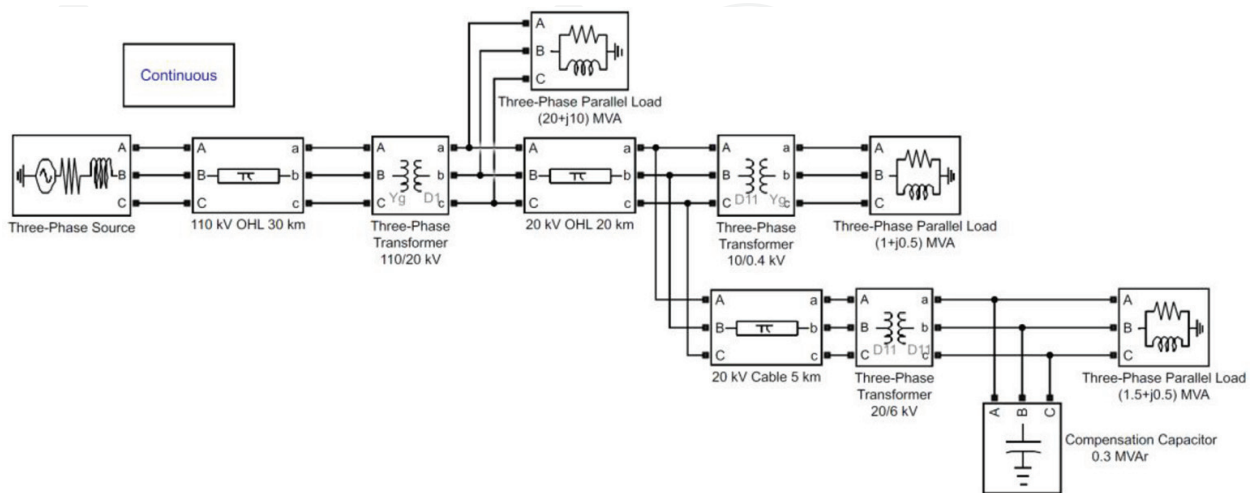 Continuous
A
B
C
Three-Phase Parallel Load
(20+j10) MVA
A
B
C
Three-Phase Source
A a
B b
C c
110 kV OHL 30 km
A a
B b
C c
Yg D1
Three-Phase
Transformer
110/20 kV
A a
B b
C c
20 kV OHL 20 km
A a
B b
C c
D11 Yg
Three-Phase
Transformer
10/0.4 kV
A
B
C
Three-Phase Parallel Load
(1+j0.5) MVA
A a
B b
C c
20 kV Cable 5 km
A a
B b
C c
D11 D11
Three-Phase
Transformer
20/6 kV
A
B
C
Three-Phase Parallel Load
(1.5+j0.5) MVA
A B C
Compensation Capacitor
0.3 MVAr